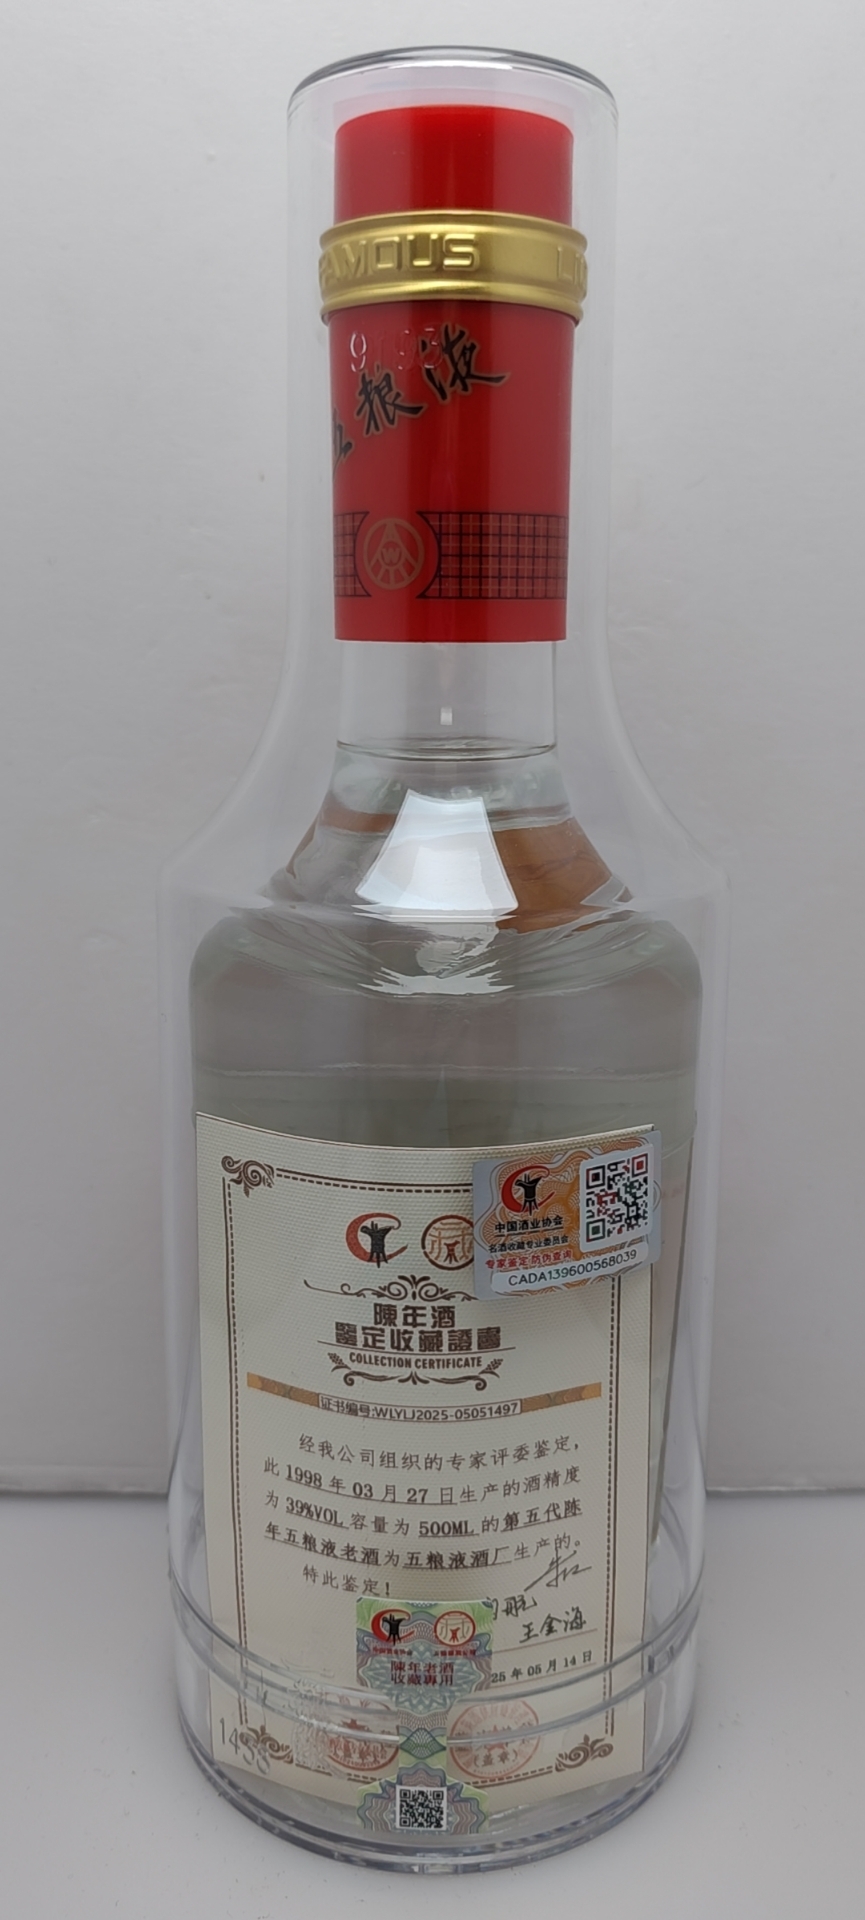 FAMOUS
五粮液
W
中国酒业协会
名酒收藏专业委员会
专家鉴定 防伪查询
CADA139600568039
陳年酒
鑒定收藏證書
COLLECTION CERTIFICATE
证书编号:WLYLJ2025-05051497
经我公司组织的专家评委鉴定,
此 1998 年 03 月 27 日生产的酒精度
为 39%VOL 容量为 500ML 的第五代陈
年五粮液老酒为五粮液酒厂生产的。
特此鉴定!
王金海
25 年 05 月 14 日
陳年老酒
收藏專用
(盖章)